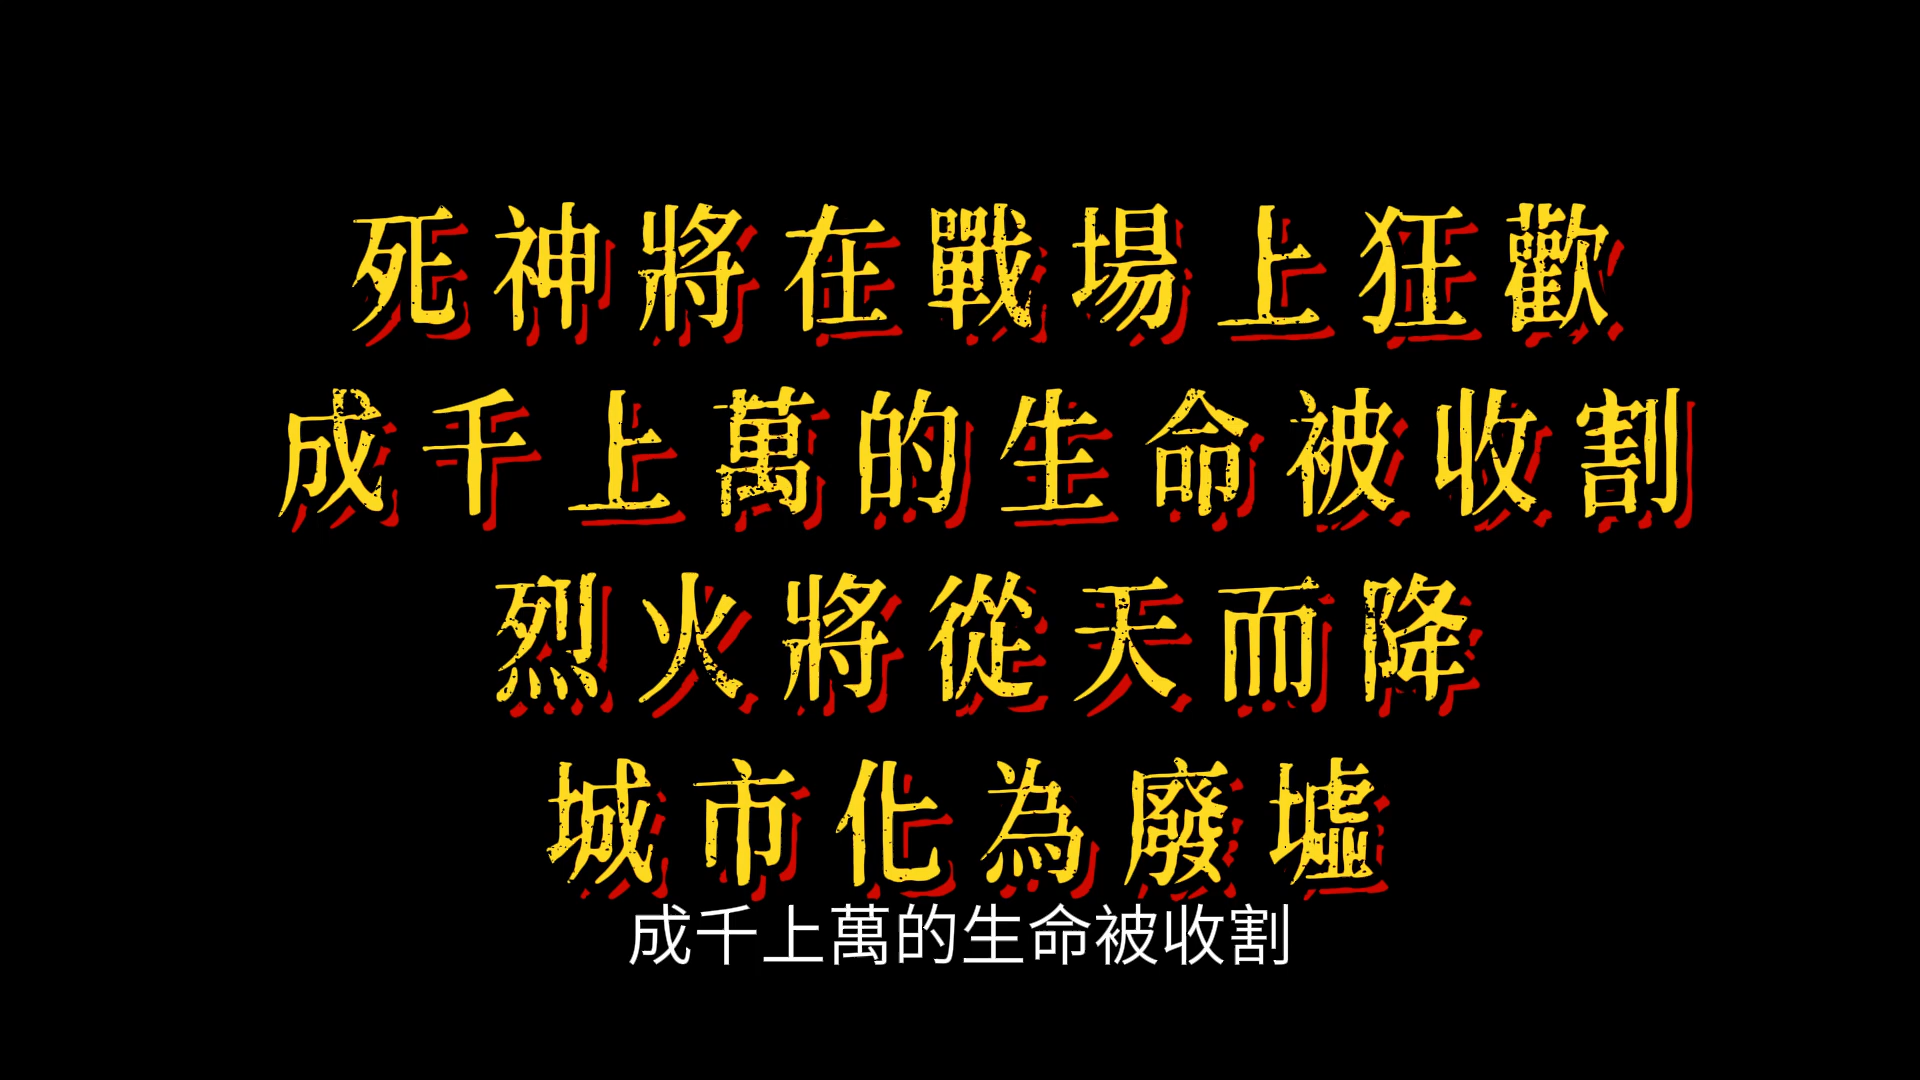 死神將在戰場上狂歡
成千上萬的生命被收割
烈火將從天而降
城市化為廢墟
成千上萬的生命被收割